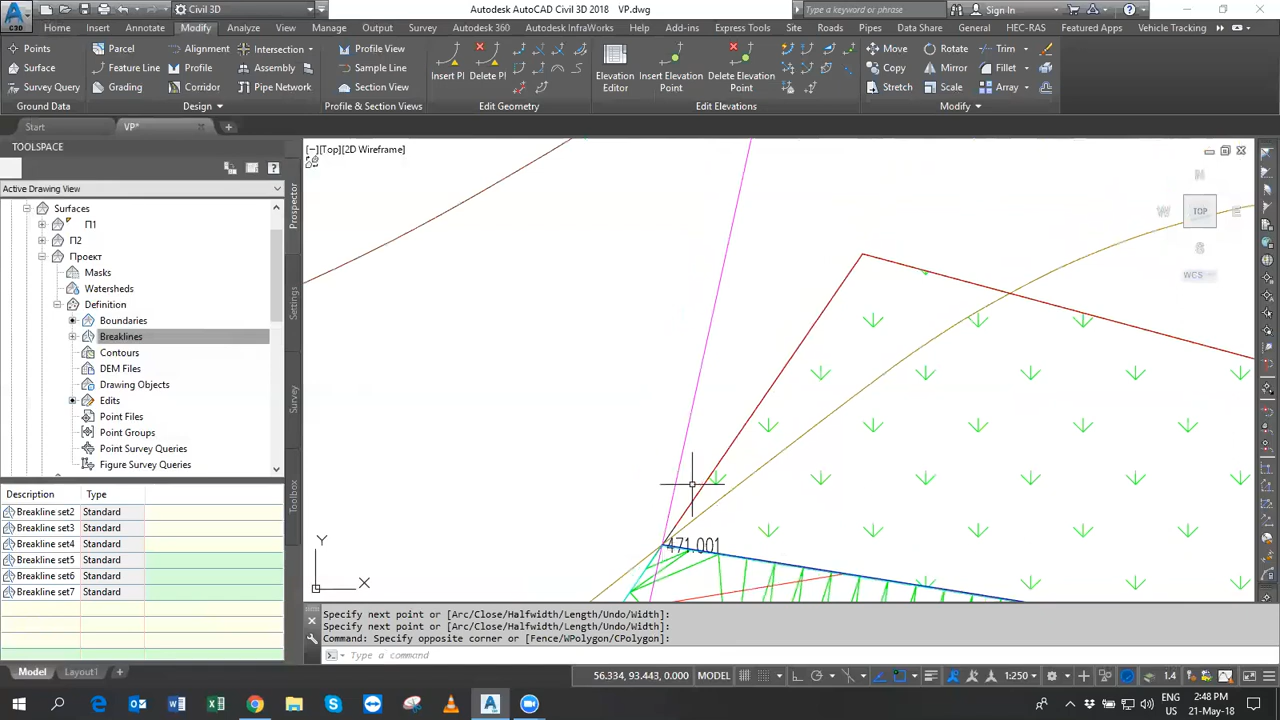 C3D Civil 3D Autodesk AutoCAD Civil 3D 2018 VP.dwg Type a keyword or phrase Sign In
Home Insert Annotate Modify Analyze View Manage Output Survey Autodesk 360 Autodesk InfraWorks Help Add-ins Express Tools Site Roads Pipes Data Share General HEC-RAS Featured Apps Vehicle Tracking
Points Parcel Alignment Intersection Profile View Move Rotate Trim
Surface Feature Line Profile Assembly Sample Line Insert PI Delete PI Elevation Editor Insert Elevation Point Delete Elevation Point Copy Mirror Fillet
Survey Query Grading Corridor Pipe Network Section View Stretch Scale Array
Ground Data Design Profile & Section Views Edit Geometry Edit Elevations Modify
Start VP*
TOOLSPACE
[−][Top][2D Wireframe]
Active Drawing View
Prospector
Settings
Survey
Toolbox
Surfaces
П1
П2
Проект
Masks
Watersheds
Definition
Boundaries
Breaklines
Contours
DEM Files
Drawing Objects
Edits
Point Files
Point Groups
Point Survey Queries
Figure Survey Queries
Description Type
Breakline set2 Standard
Breakline set3 Standard
Breakline set4 Standard
Breakline set5 Standard
Breakline set6 Standard
Breakline set7 Standard
N
W TOP E
S
WCS
471.001
Y
X
Specify next point or [Arc/Close/Halfwidth/Length/Undo/Width]:
Specify next point or [Arc/Close/Halfwidth/Length/Undo/Width]:
Command: Specify opposite corner or [Fence/WPolygon/CPolygon]:
Type a command
Model Layout1 56.334, 93.443, 0.000 MODEL 1:250 1.4
ENG 2:48 PM
US 21-May-18